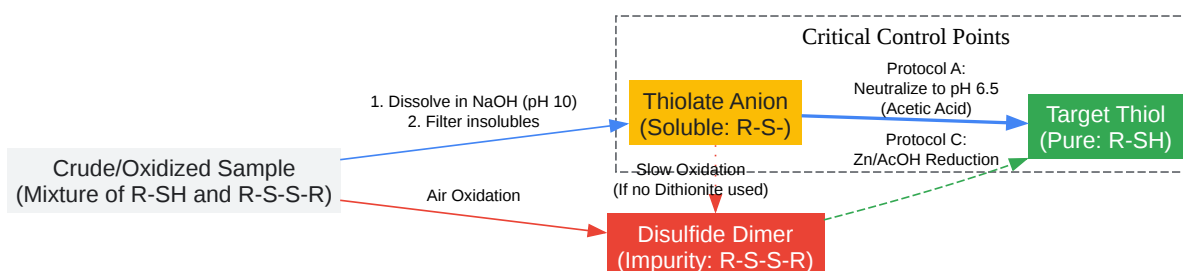 Critical Control Points
Protocol A:
Neutralize to pH 6.5
(Acetic Acid)
1. Dissolve in NaOH (pH 10)
2. Filter insolubles
Thiolate Anion
(Soluble: R-S-)
Target Thiol
(Pure: R-SH)
Protocol C:
Zn/AcOH Reduction
Crude/Oxidized Sample
(Mixture of R-SH and R-S-S-R)
Slow Oxidation
(If no Dithionite used)
Air Oxidation
Disulfide Dimer
(Impurity: R-S-S-R)